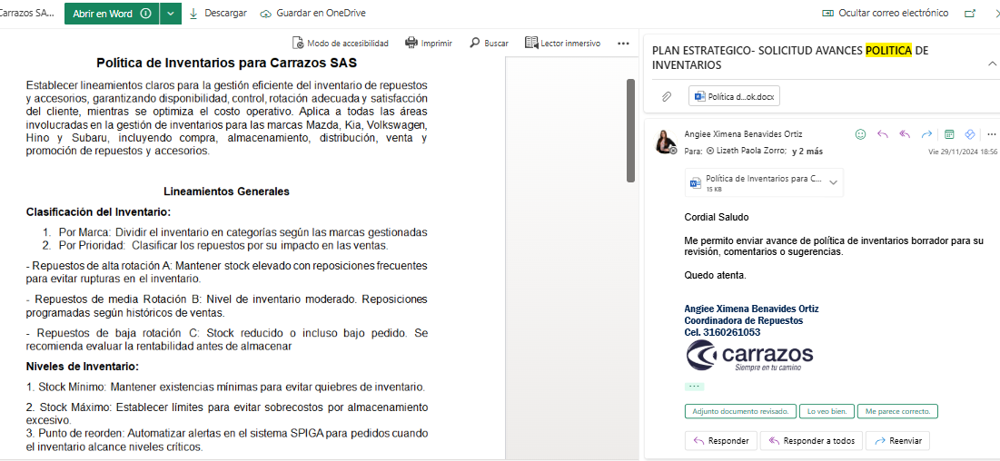 Carrazos SA...
Abrir en Word
Descargar
Guardar en OneDrive
Ocultar correo electrónico
Modo de accesibilidad
Imprimir
Buscar
Lector inmersivo
Política de Inventarios para Carrazos SAS
Establecer lineamientos claros para la gestión eficiente del inventario de repuestos
y accesorios, garantizando disponibilidad, control, rotación adecuada y satisfacción
del cliente, mientras se optimiza el costo operativo. Aplica a todas las áreas
involucradas en la gestión de inventarios para las marcas Mazda, Kia, Volkswagen,
Hino y Subaru, incluyendo compra, almacenamiento, distribución, venta y
promoción de repuestos y accesorios.
Lineamientos Generales
Clasificación del Inventario:
1. Por Marca: Dividir el inventario en categorías según las marcas gestionadas
2. Por Prioridad: Clasificar los repuestos por su impacto en las ventas.
- Repuestos de alta rotación A: Mantener stock elevado con reposiciones frecuentes
para evitar rupturas en el inventario.
- Repuestos de media Rotación B: Nivel de inventario moderado. Reposiciones
programadas según históricos de ventas.
- Repuestos de baja rotación C: Stock reducido o incluso bajo pedido. Se
recomienda evaluar la rentabilidad antes de almacenar
Niveles de Inventario:
1. Stock Mínimo: Mantener existencias mínimas para evitar quiebres de inventario.
2. Stock Máximo: Establecer límites para evitar sobrecostos por almacenamiento
excesivo.
3. Punto de reorden: Automatizar alertas en el sistema SPIGA para pedidos cuando
el inventario alcance niveles críticos.
PLAN ESTRATEGICO- SOLICITUD AVANCES POLITICA DE
INVENTARIOS
Política d...ok.docx
Angiee Ximena Benavides Ortiz
Para: Lizeth Paola Zorro; y 2 más
Vie 29/11/2024 18:56
Política de Inventarios para C...
15 KB
Cordial Saludo
Me permito enviar avance de política de inventarios borrador para su
revisión, comentarios o sugerencias.
Quedo atenta.
Angiee Ximena Benavides Ortiz
Coordinadora de Repuestos
Cel. 3160261053
carrazos
Siempre en tu camino
Adjunto documento revisado.
Lo veo bien.
Me parece correcto.
Responder
Responder a todos
Reenviar